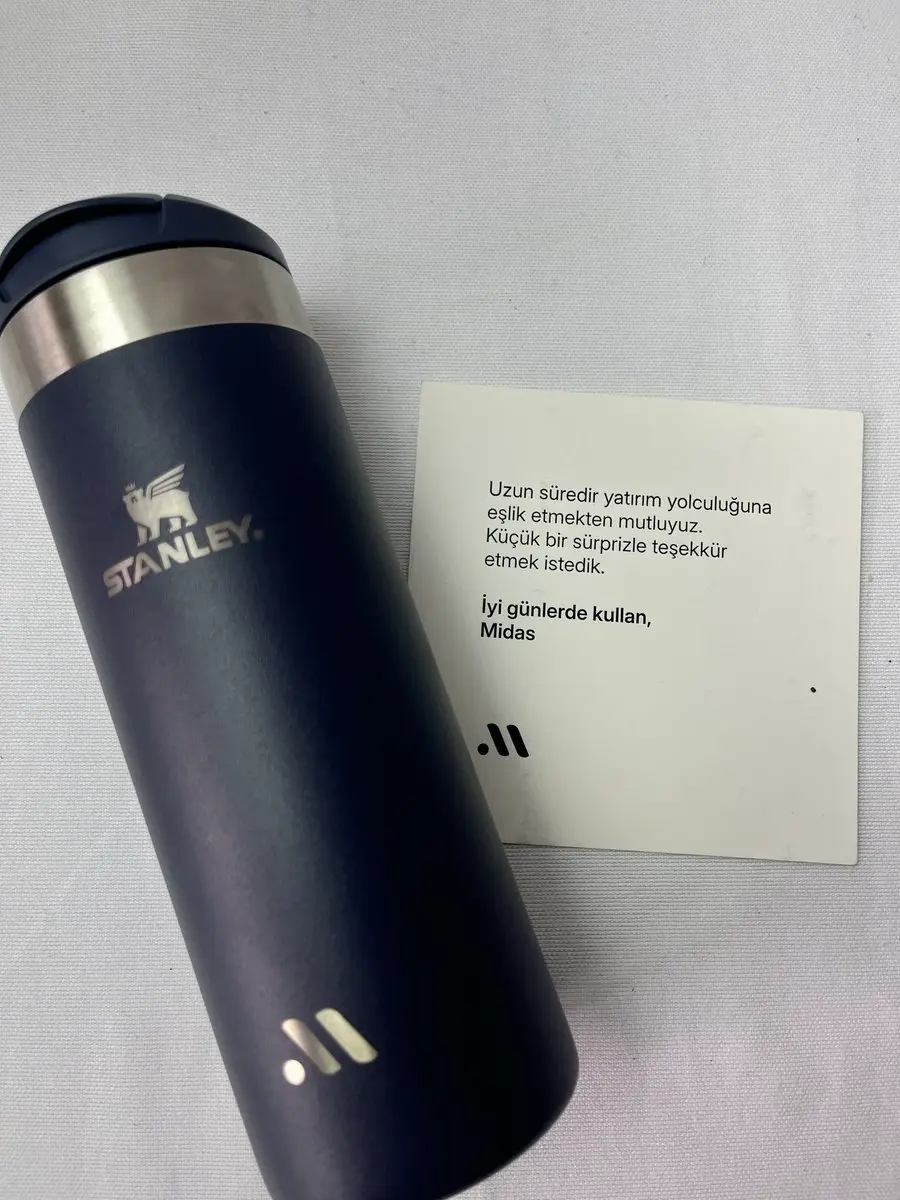 STANLEY.
Uzun süredir yatırım yolculuğuna
eşlik etmekten mutluyuz.
Küçük bir sürprizle teşekkür
etmek istedik.
İyi günlerde kullan,
Midas